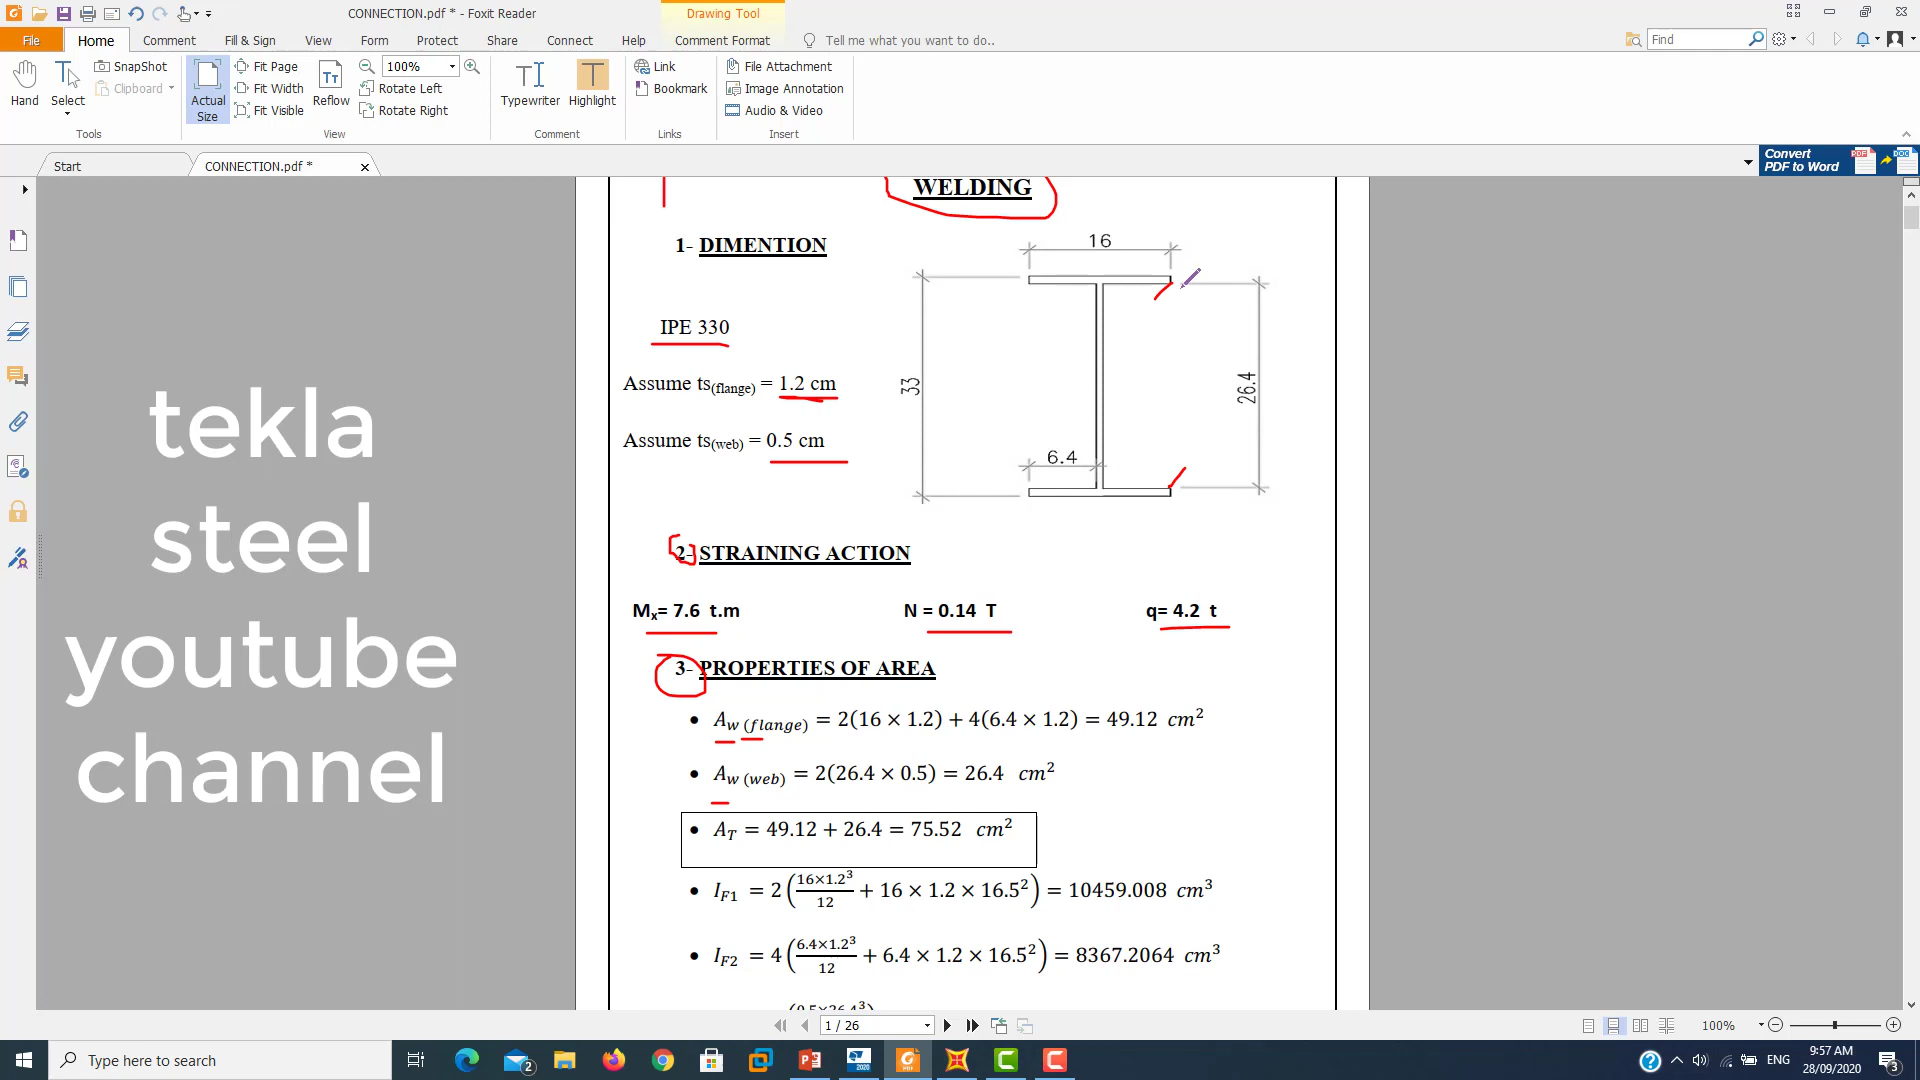 CONNECTION.pdf * - Foxit Reader
Drawing Tool
File Home Comment Fill & Sign View Form Protect Share Connect Help Comment Format Tell me what you want to do.. Find
Hand
Select
SnapShot
Clipboard
Tools
Actual
Size
Fit Page
Fit Width
Fit Visible
Reflow
100%
Rotate Left
Rotate Right
View
Typewriter
Highlight
Comment
Link
Bookmark
Links
File Attachment
Image Annotation
Audio & Video
Insert
Start
CONNECTION.pdf *
Convert
PDF to Word
WELDING
1- DIMENTION
16
33
26.4
6.4
IPE 330
Assume ts(flange) = 1.2 cm
Assume ts(web) = 0.5 cm
2- STRAINING ACTION
Mx= 7.6 t.m N = 0.14 T q= 4.2 t
3- PROPERTIES OF AREA
• Aw (flange) = 2(16 × 1.2) + 4(6.4 × 1.2) = 49.12 cm²
• Aw (web) = 2(26.4 × 0.5) = 26.4 cm²
• AT = 49.12 + 26.4 = 75.52 cm²
• IF1 = 2(16×1.2³/12 + 16 × 1.2 × 16.5²) = 10459.008 cm³
• IF2 = 4(6.4×1.2³/12 + 6.4 × 1.2 × 16.5²) = 8367.2064 cm³
tekla
steel
youtube
channel
1 / 26
100%
Type here to search
2
2020
ENG
9:57 AM
28/09/2020
3